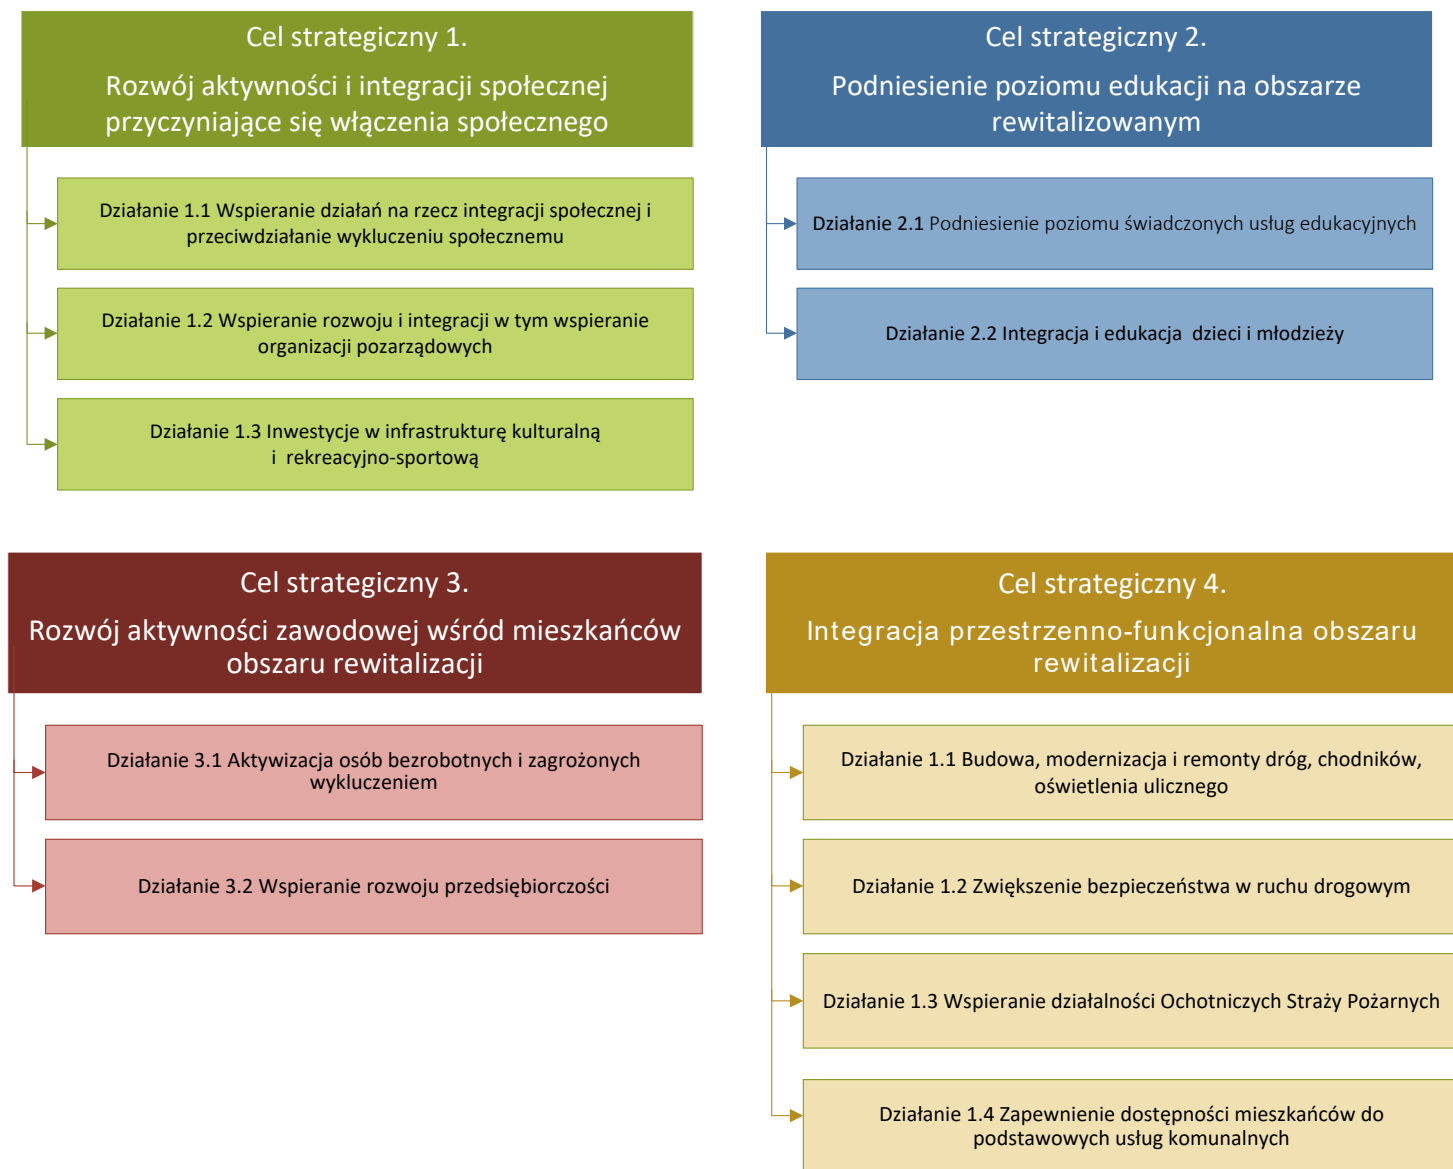 Cel strategiczny 1.
Rozwój aktywności i integracji społecznej
przyczyniające się włączenia społecznego
Działanie 1.1 Wspieranie działań na rzecz integracji społecznej i
przeciwdziałanie wykluczeniu społecznemu
Działanie 1.2 Wspieranie rozwoju i integracji w tym wspieranie
organizacji pozarządowych
Działanie 1.3 Inwestycje w infrastrukturę kulturalną
i  rekreacyjno-sportową
Cel strategiczny 2.
Podniesienie poziomu edukacji na obszarze
rewitalizowanym
Działanie 2.1 Podniesienie poziomu świadczonych usług edukacyjnych
Działanie 2.2 Integracja i edukacja  dzieci i młodzieży
Cel strategiczny 3.
Rozwój aktywności zawodowej wśród mieszkańców
obszaru rewitalizacji
Działanie 3.1 Aktywizacja osób bezrobotnych i zagrożonych
wykluczeniem
Działanie 3.2 Wspieranie rozwoju przedsiębiorczości
Cel strategiczny 4.
Integracja przestrzenno-funkcjonalna obszaru
rewitalizacji
Działanie 1.1 Budowa, modernizacja i remonty dróg, chodników,
oświetlenia ulicznego
Działanie 1.2 Zwiększenie bezpieczeństwa w ruchu drogowym
Działanie 1.3 Wspieranie działalności Ochotniczych Straży Pożarnych
Działanie 1.4 Zapewnienie dostępności mieszkańców do
podstawowych usług komunalnych